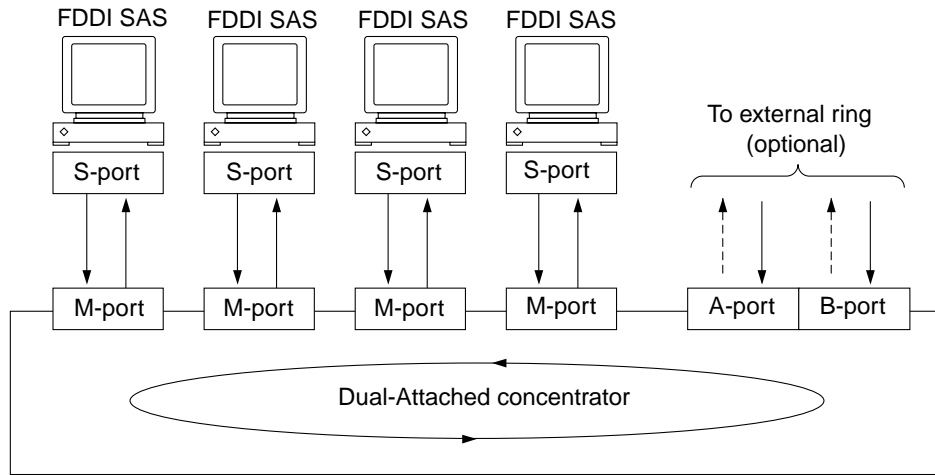 FDDI SAS FDDI SAS FDDI SAS FDDI SAS
To external ring
(optional)
S-port S-port S-port S-port
M-port M-port M-port M-port A-port B-port
Dual-Attached concentrator